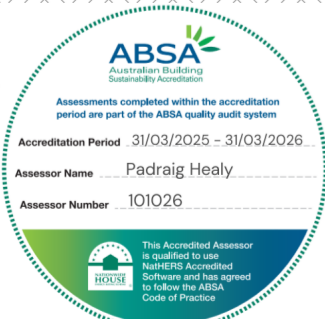 ABSA
Australian Building
Sustainability Accreditation
Assessments completed within the accreditation
period are part of the ABSA quality audit system
Accreditation Period 31/03/2025 - 31/03/2026
Assessor Name Padraig Healy
Assessor Number 101026
This Accredited Assessor
is qualified to use
NatHERS Accredited
Software and has agreed
to follow the ABSA
Code of Practice
NATIONWIDE
HOUSE